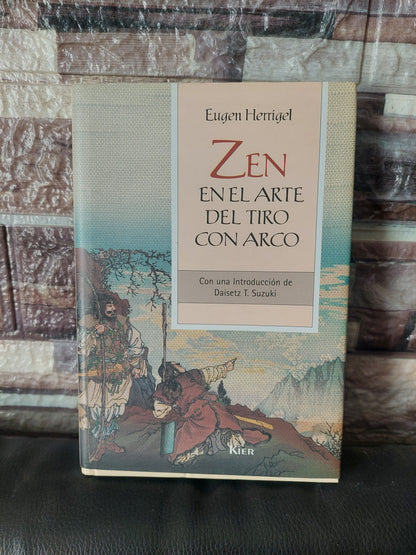 Eugen Herrigel
ZEN
EN EL ARTE
DEL TIRO
CON ARCO
Con una Introducción de
Daisetz T. Suzuki
KIER